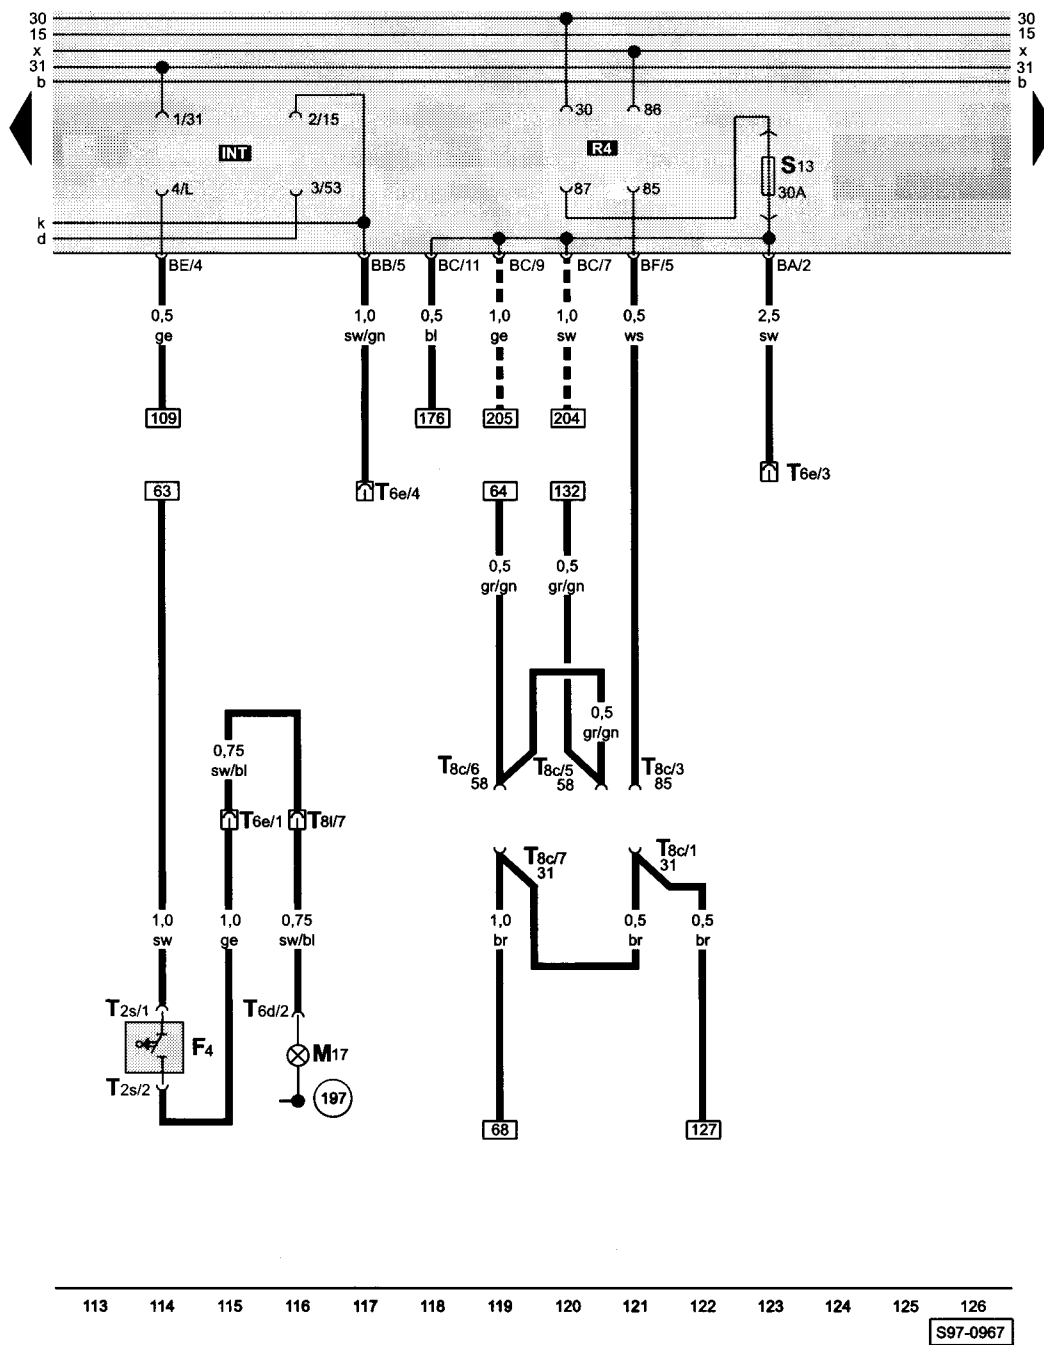 30 30
15 15
x x
31 31
b b
1/31 2/15 30 86
INT R4 S13
4/L 3/53 87 85 30A
k
d
BE/4 BB/5 BC/11 BC/9 BC/7 BF/5 BA/2
0,5 1,0 0,5 1,0 1,0 0,5 2,5
ge sw/gn bl ge sw ws sw
109 176 205 204
T6e/3
63 T6e/4 64 132
0,5 0,5
gr/gn gr/gn
0,5
gr/gn
0,75
sw/bl
T8c/6 T8c/5 T8c/3
58 58 85
T6e/1 T8l/7
T8c/7 T8c/1
31 31
1,0 1,0 0,75 1,0 0,5 0,5
sw ge sw/bl br br br
T2s/1 T6d/2
F4 M17
T2s/2 197
68 127
113 114 115 116 117 118 119 120 121 122 123 124 125 126
S97-0967